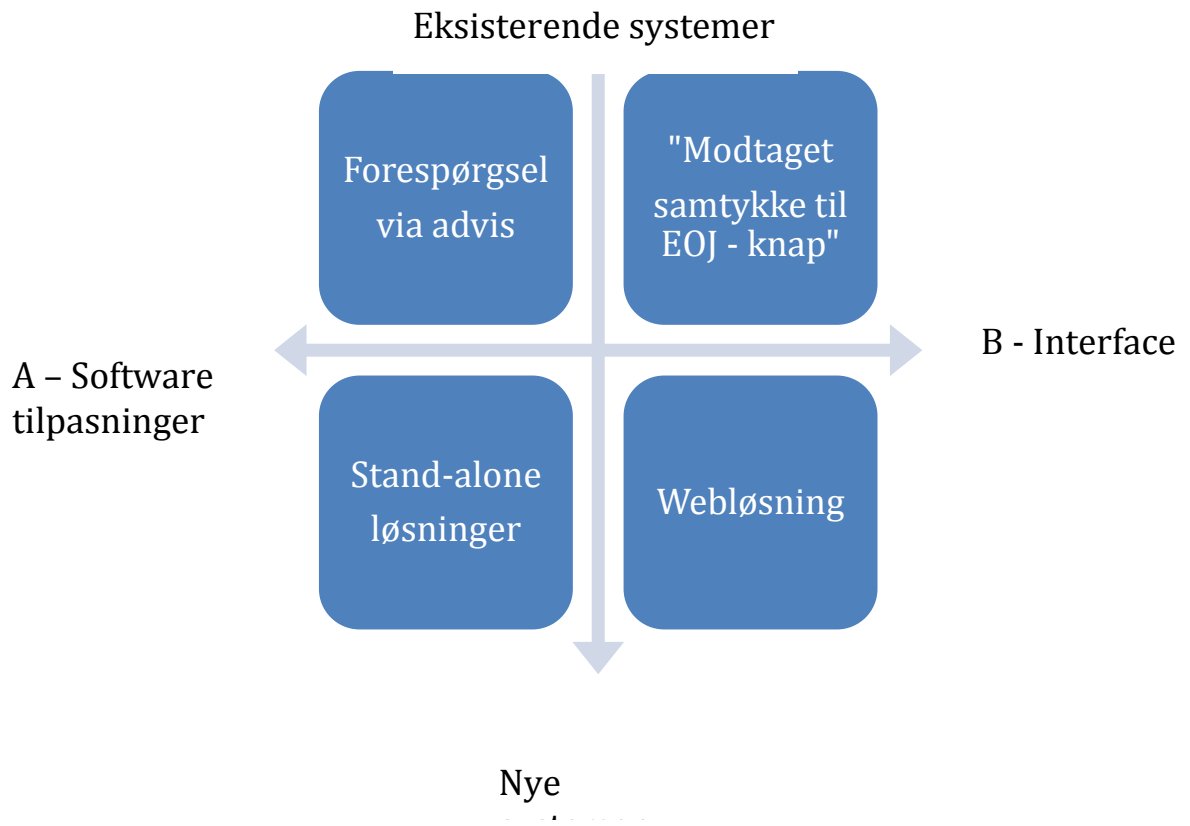 Eksisterende systemer
Forespørgsel
via advis
"Modtaget
samtykke til
EOJ - knap"
A – Software
tilpasninger
B - Interface
Stand-alone
løsninger
Webløsning
Nye